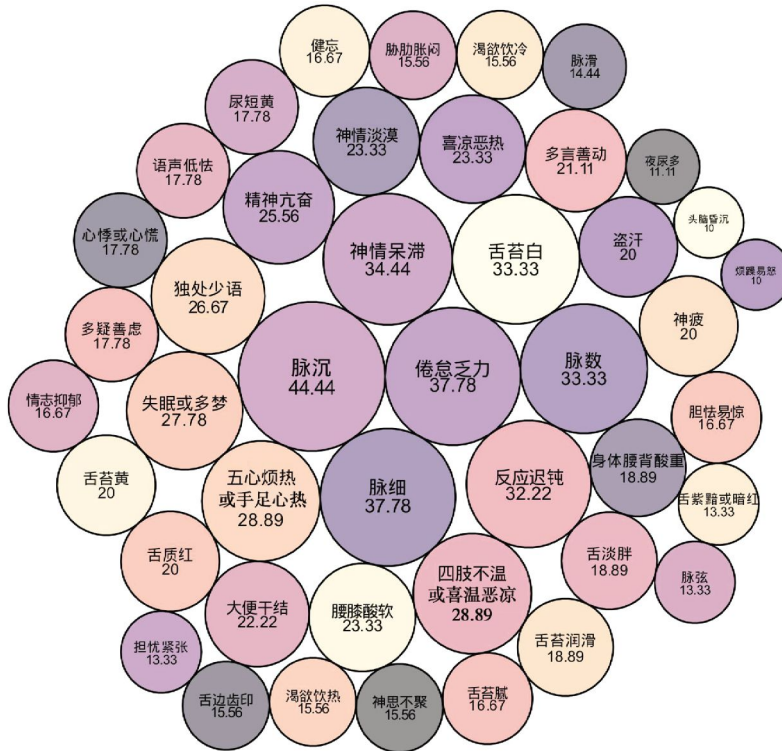 健忘
16.67
胁肋胀闷
15.56
渴欲饮冷
15.56
脉滑
14.44
尿短黄
17.78
神情淡漠
23.33
喜凉恶热
23.33
多言善动
21.11
夜尿多
11.11
语声低怯
17.78
精神亢奋
25.56
神情呆滞
34.44
舌苔白
33.33
盗汗
20
头脑昏沉
10
烦躁易怒
10
心悸或心慌
17.78
独处少语
26.67
神疲
20
多疑善虑
17.78
脉沉
44.44
倦怠乏力
37.78
脉数
33.33
情志抑郁
16.67
失眠或多梦
27.78
胆怯易惊
16.67
舌苔黄
20
五心烦热
或手足心热
28.89
脉细
37.78
反应迟钝
32.22
身体腰背酸重
18.89
舌紫黯或暗红
13.33
舌质红
20
四肢不温
或喜温恶凉
28.89
舌淡胖
18.89
脉弦
13.33
大便干结
22.22
腰膝酸软
23.33
舌苔润滑
18.89
担忧紧张
13.33
舌边齿印
15.56
渴欲饮热
15.56
神思不聚
15.56
舌苔腻
16.67